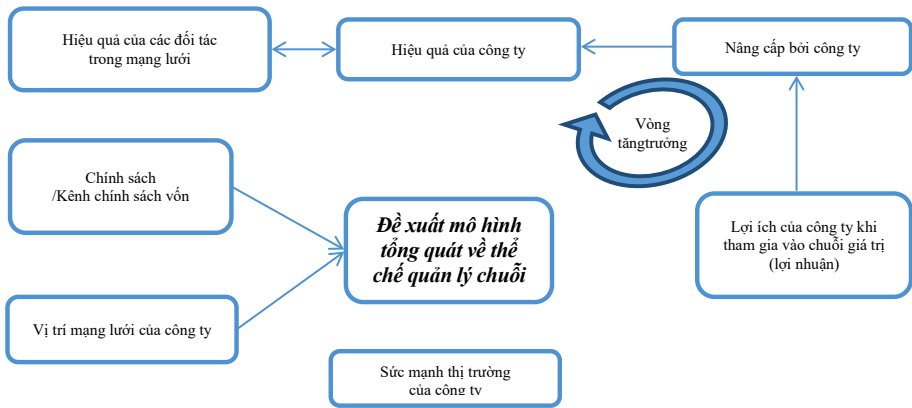 Hiệu quả của các đối tác
trong mạng lưới
Hiệu quả của công ty
Nâng cấp bởi công ty
Vòng
tăngtrưởng
Chính sách
/Kênh chính sách vốn
Đề xuất mô hình
tổng quát về thể
chế quản lý chuỗi
Lợi ích của công ty khi
tham gia vào chuỗi giá trị
(lợi nhuận)
Vị trí mạng lưới của công ty
Sức mạnh thị trường
của công ty